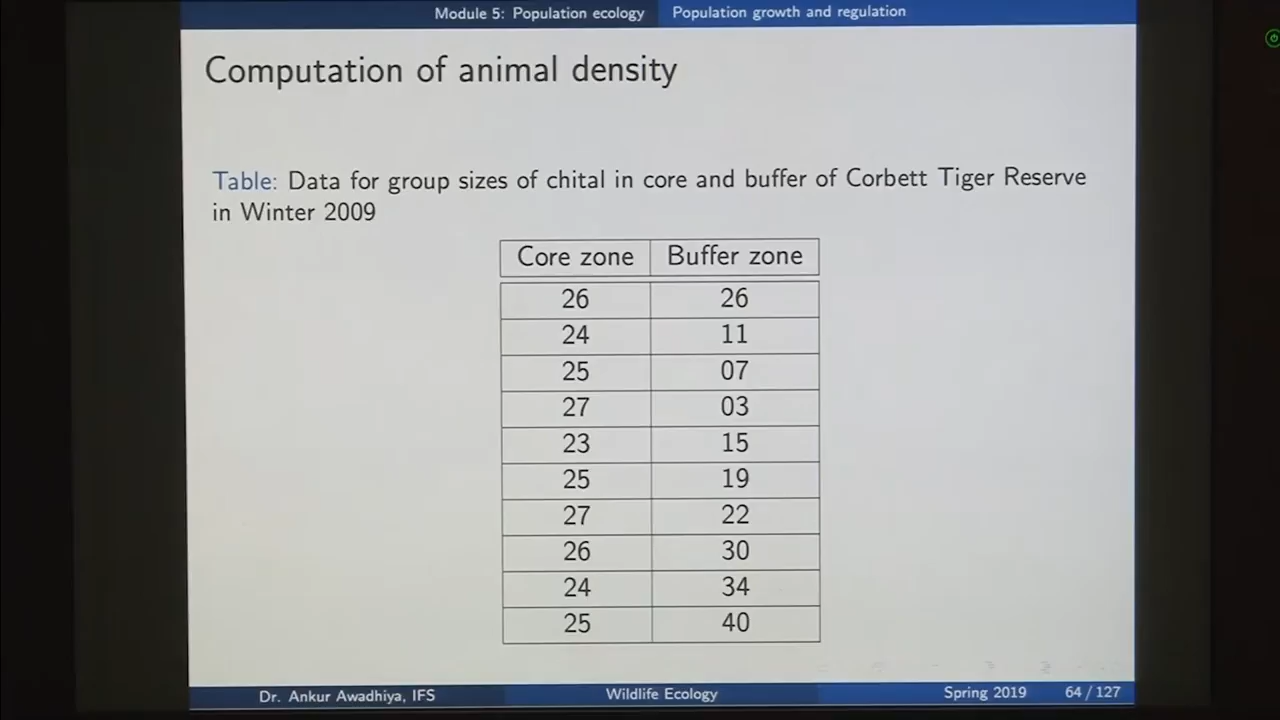 Module 5: Population ecology Population growth and regulation
Computation of animal density
Table: Data for group sizes of chital in core and buffer of Corbett Tiger Reserve
in Winter 2009
Core zone Buffer zone
26 26
24 11
25 07
27 03
23 15
25 19
27 22
26 30
24 34
25 40
Dr. Ankur Awadhiya, IFS Wildlife Ecology Spring 2019 64 / 127